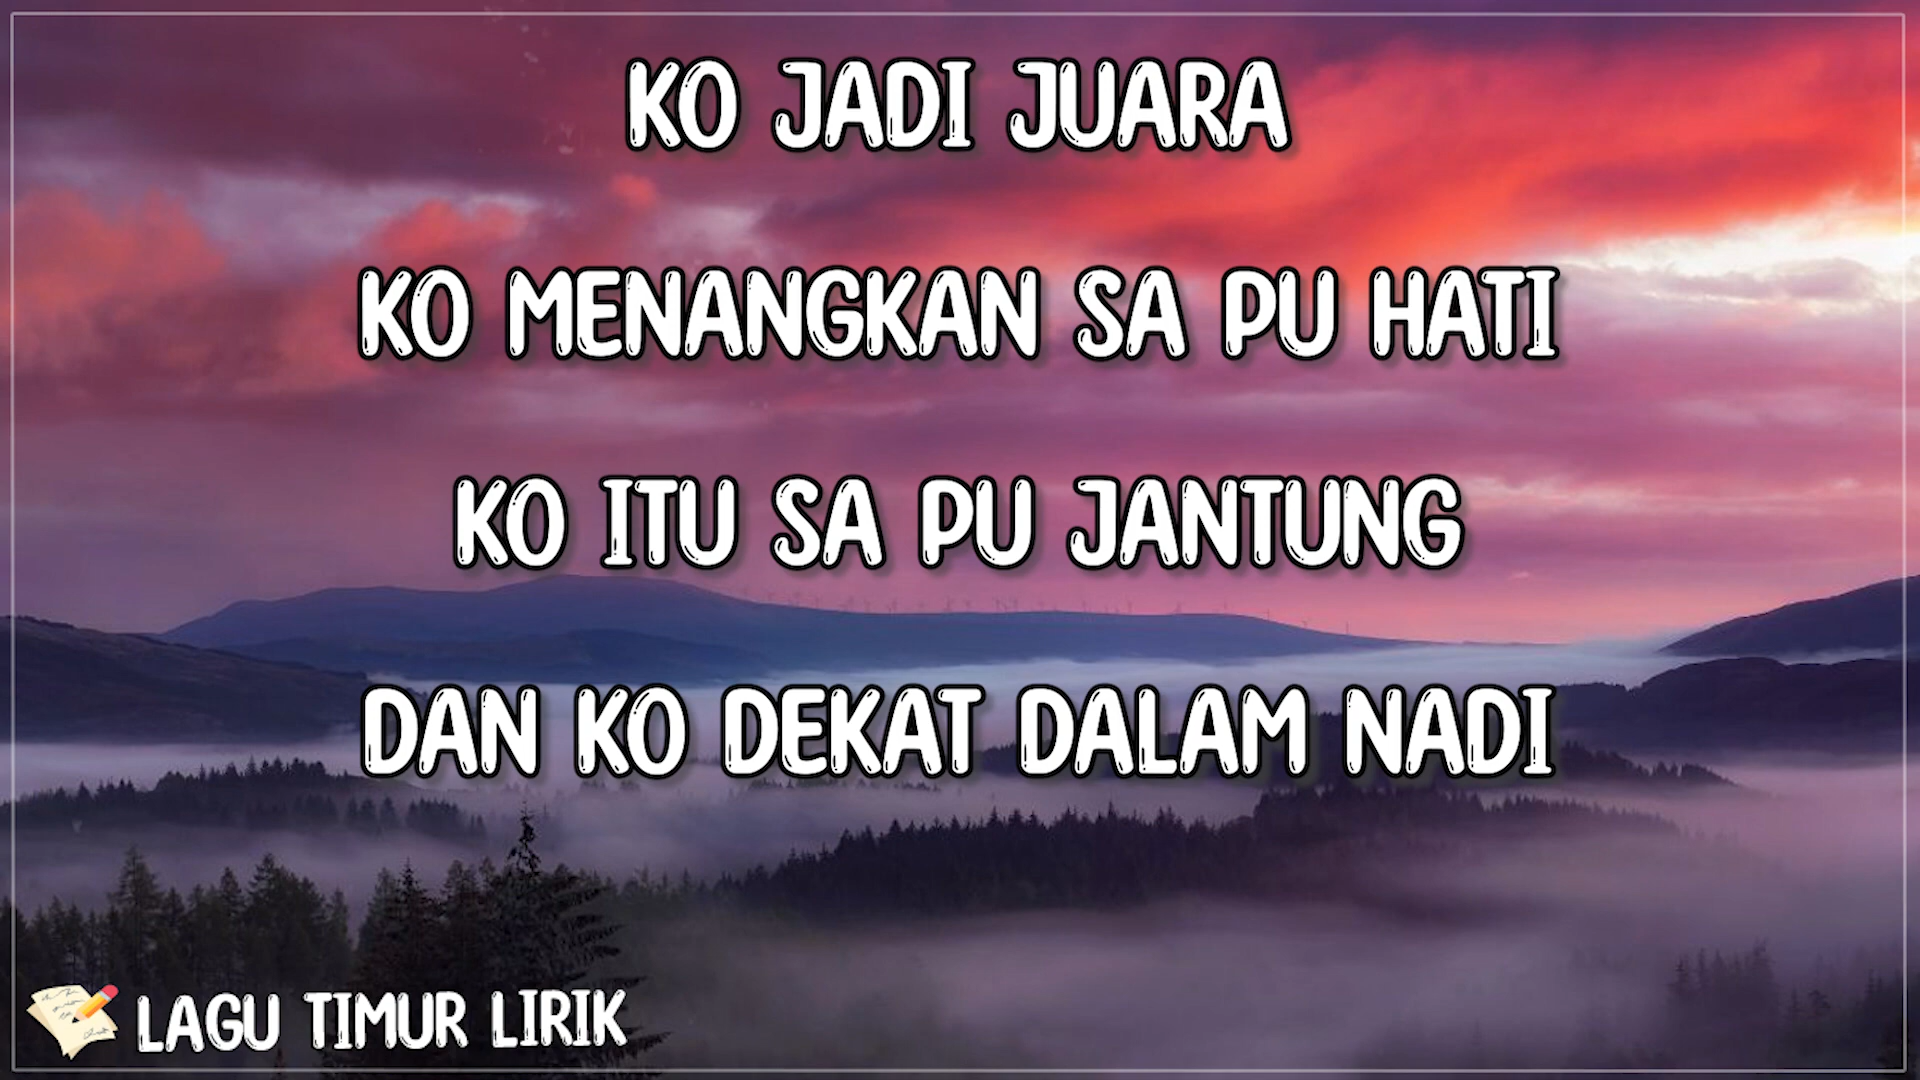 KO JADI JUARA
KO MENANGKAN SA PU HATI
KO ITU SA PU JANTUNG
DAN KO DEKAT DALAM NADI
LAGU TIMUR LIRIK